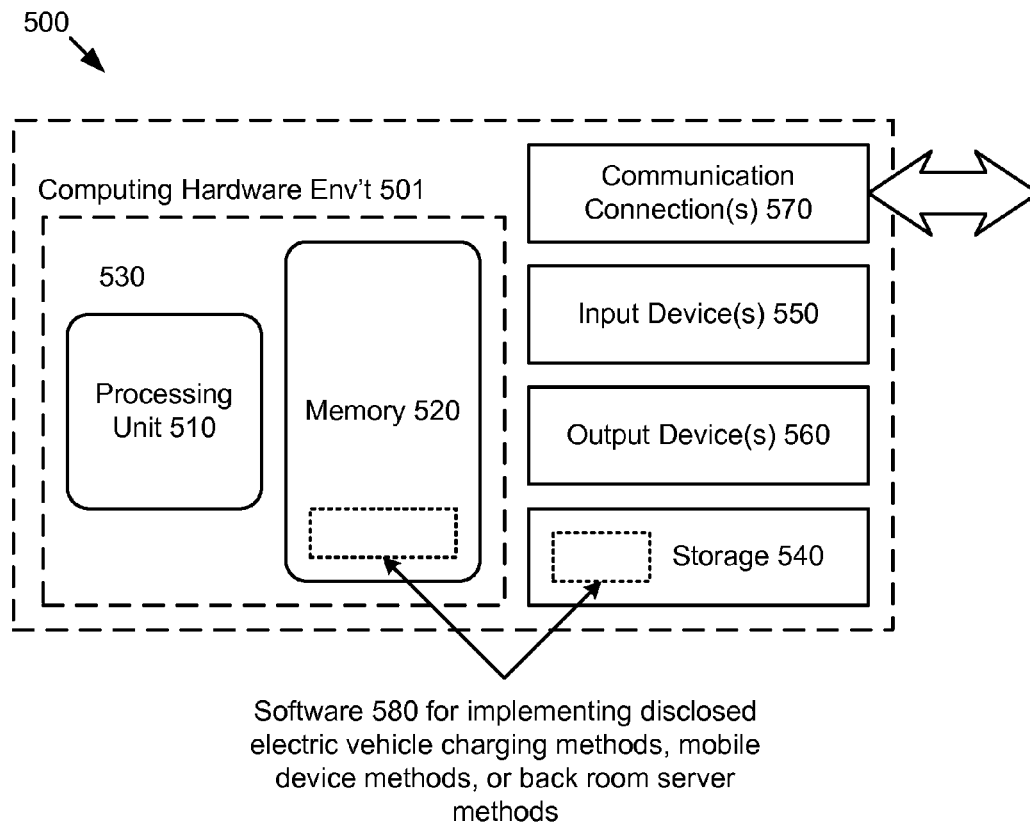 500
Computing Hardware Env't 501
530
Processing
Unit 510
Memory 520
Communication
Connection(s) 570
Input Device(s) 550
Output Device(s) 560
Storage 540
Software 580 for implementing disclosed
electric vehicle charging methods, mobile
device methods, or back room server
methods